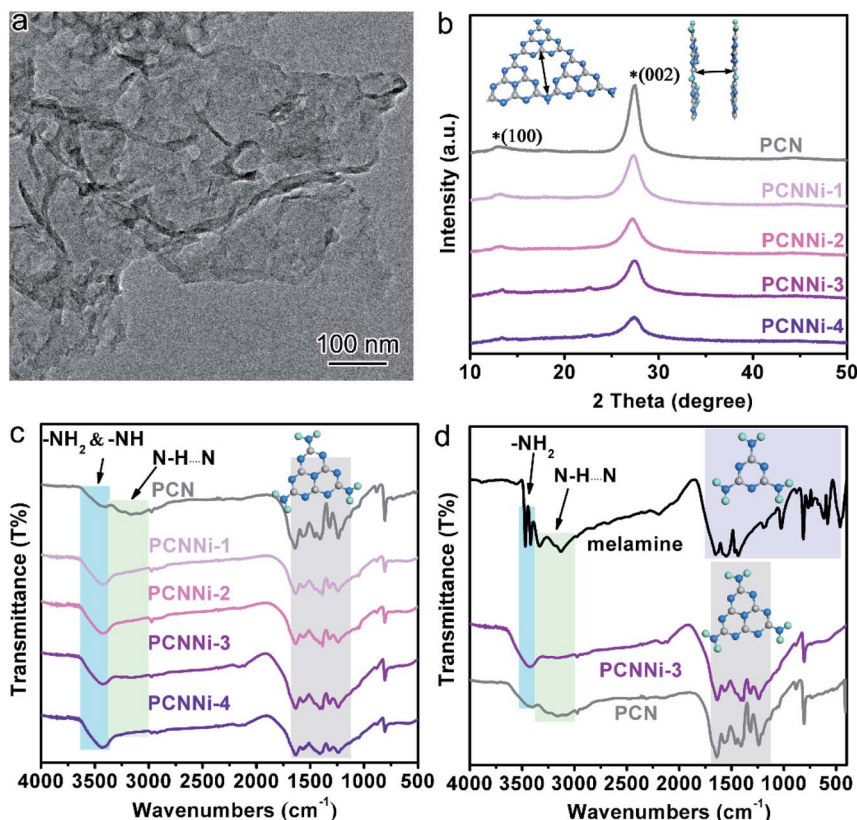 a
100 nm
b
*(100)
*(002)
PCN
PCNNi-1
PCNNi-2
PCNNi-3
PCNNi-4
Intensity (a.u.)
10 20 30 40 50
2 Theta (degree)
c
-NH₂ & -NH
N-H....N
PCN
PCNNi-1
PCNNi-2
PCNNi-3
PCNNi-4
Transmittance (T%)
4000 3500 3000 2500 2000 1500 1000 500
Wavenumbers (cm⁻¹)
d
-NH₂
N-H....N
melamine
PCNNi-3
PCN
Transmittance (T%)
4000 3500 3000 2500 2000 1500 1000 500
Wavenumbers (cm⁻¹)